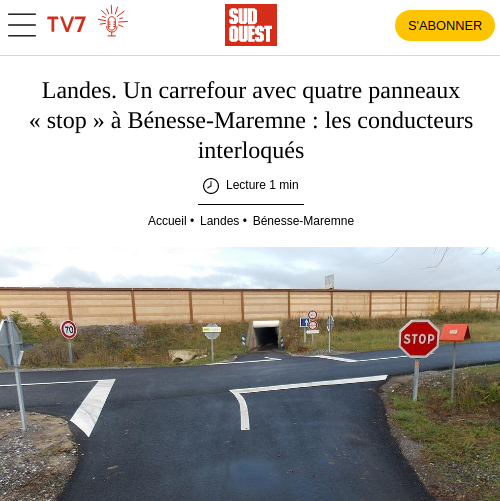 TV7
SUD
OUEST
S'ABONNER
Landes. Un carrefour avec quatre panneaux
« stop » à Bénesse-Maremne : les conducteurs
interloqués
Lecture 1 min
Accueil • Landes • Bénesse-Maremne
70
STOP